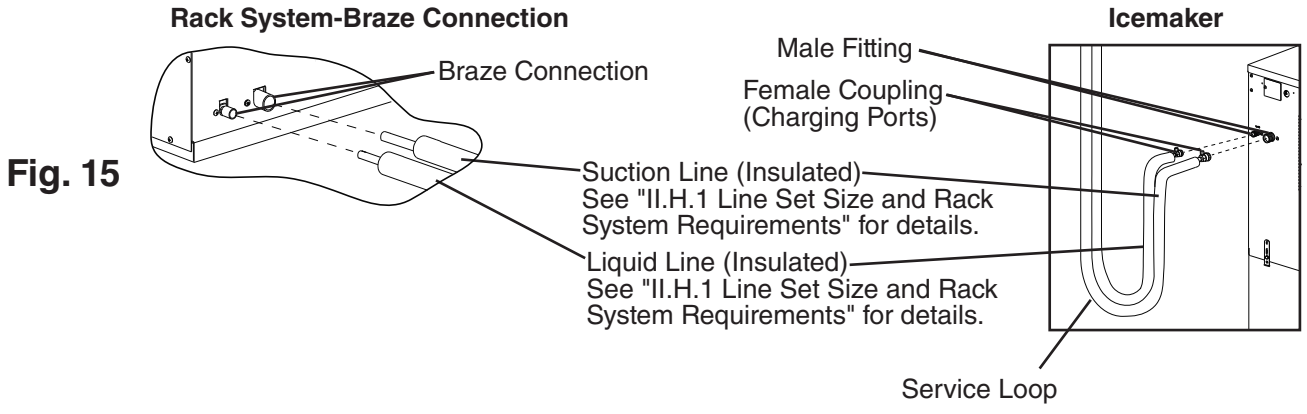 Rack System-Braze Connection
Icemaker
Male Fitting
Braze Connection
Female Coupling
(Charging Ports)
Fig. 15
Suction Line (Insulated)
See "II.H.1 Line Set Size and Rack
System Requirements" for details.
Liquid Line (Insulated)
See "II.H.1 Line Set Size and Rack
System Requirements" for details.
Service Loop